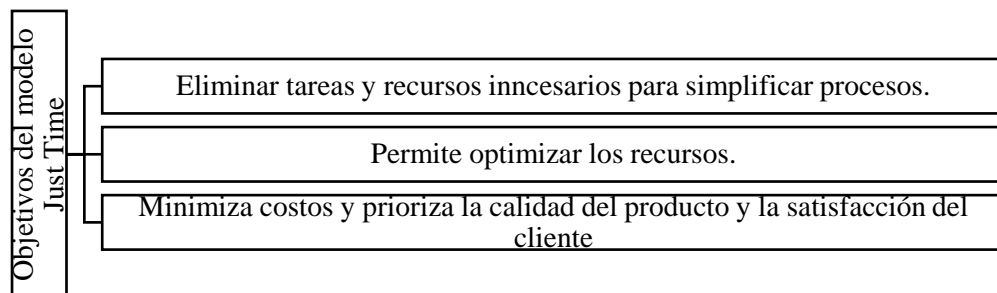 Objetivos del modelo
Just Time
Eliminar tareas y recursos inncesarios para simplificar procesos.
Permite optimizar los recursos.
Minimiza costos y prioriza la calidad del producto y la satisfacción del
cliente